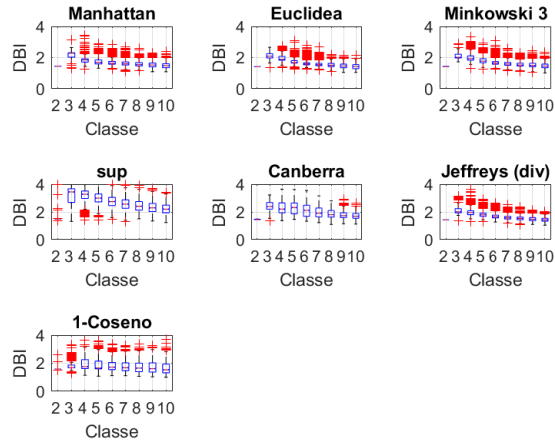 Manhattan
4
DBI 2
0
2 3 4 5 6 7 8 9 10
Classe
Euclidea
4
DBI 2
0
2 3 4 5 6 7 8 9 10
Classe
Minkowski 3
4
DBI 2
0
2 3 4 5 6 7 8 9 10
Classe
sup
4
DBI 2
0
2 3 4 5 6 7 8 9 10
Classe
Canberra
4
DBI 2
0
2 3 4 5 6 7 8 9 10
Classe
Jeffreys (div)
4
DBI 2
0
2 3 4 5 6 7 8 9 10
Classe
1-Coseno
4
DBI 2
0
2 3 4 5 6 7 8 9 10
Classe